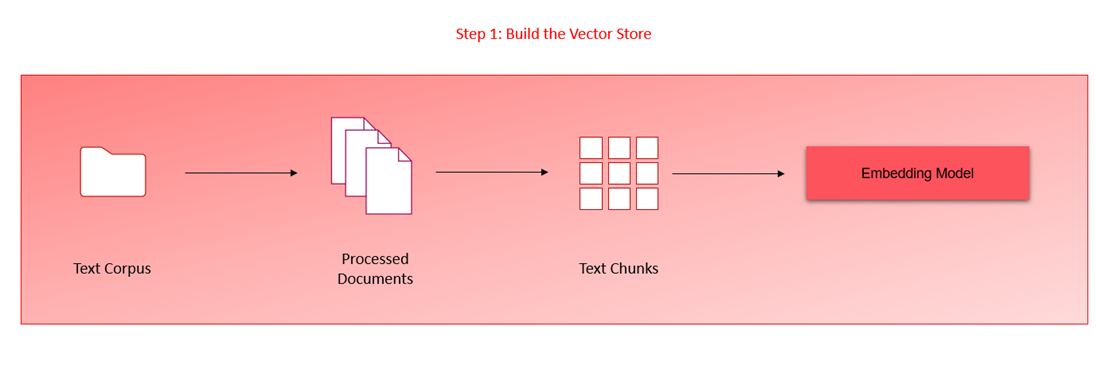 Step 1: Build the Vector Store
Embedding Model
Text Corpus
Processed
Documents
Text Chunks